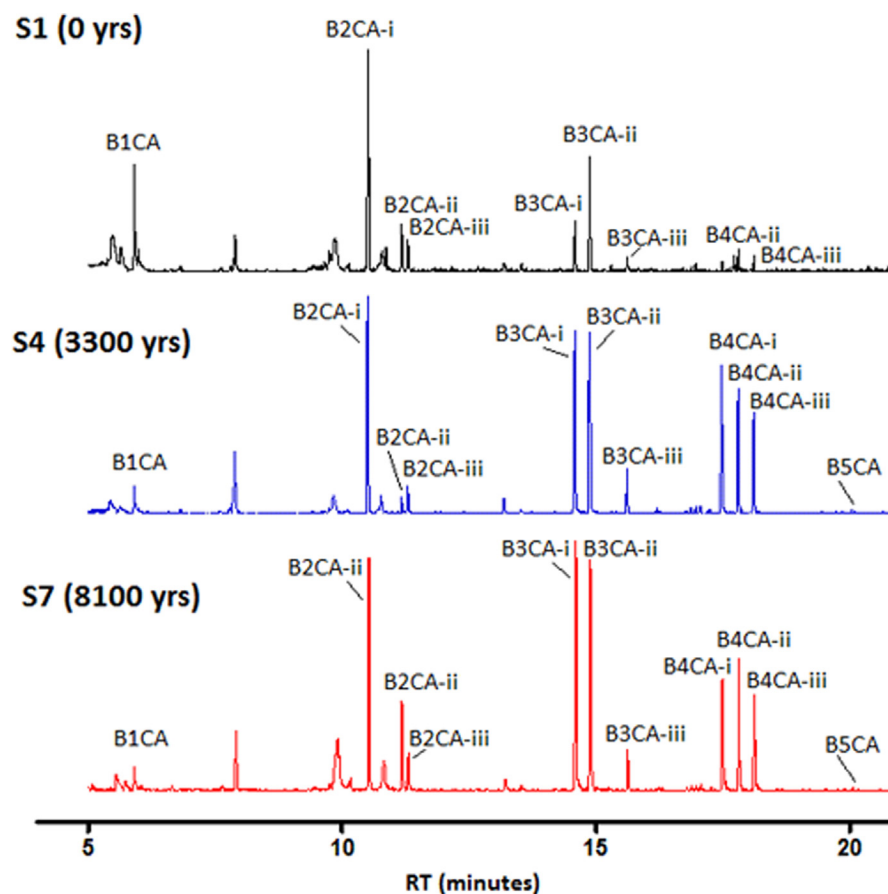 S1 (0 yrs)
B2CA-i
B1CA
B3CA-ii
B2CA-ii
B3CA-i
B2CA-iii
B3CA-iii
B4CA-ii
B4CA-iii
S4 (3300 yrs)
B2CA-i
B3CA-i
B3CA-ii
B4CA-i
B4CA-ii
B4CA-iii
B2CA-ii
B1CA
B2CA-iii
B3CA-iii
B5CA
S7 (8100 yrs)
B2CA-ii
B3CA-i
B3CA-ii
B4CA-ii
B4CA-i
B2CA-ii
B4CA-iii
B1CA
B2CA-iii
B3CA-iii
B5CA
5 10 15 20
RT (minutes)